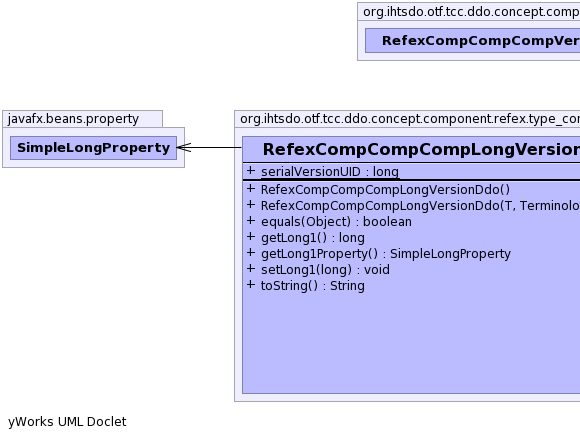 org.ihtsdo.otf.tcc.ddo.concept.comp
RefexCompCompCompVer
javafx.beans.property
SimpleLongProperty
org.ihtsdo.otf.tcc.ddo.concept.component.refex.type_com
RefexCompCompCompLongVersion
+ serialVersionUID : long
+ RefexCompCompCompLongVersionDdo()
+ RefexCompCompCompLongVersionDdo(T, Terminolo
+ equals(Object) : boolean
+ getLong1() : long
+ getLong1Property() : SimpleLongProperty
+ setLong1(long) : void
+ toString() : String
yWorks UML Doclet